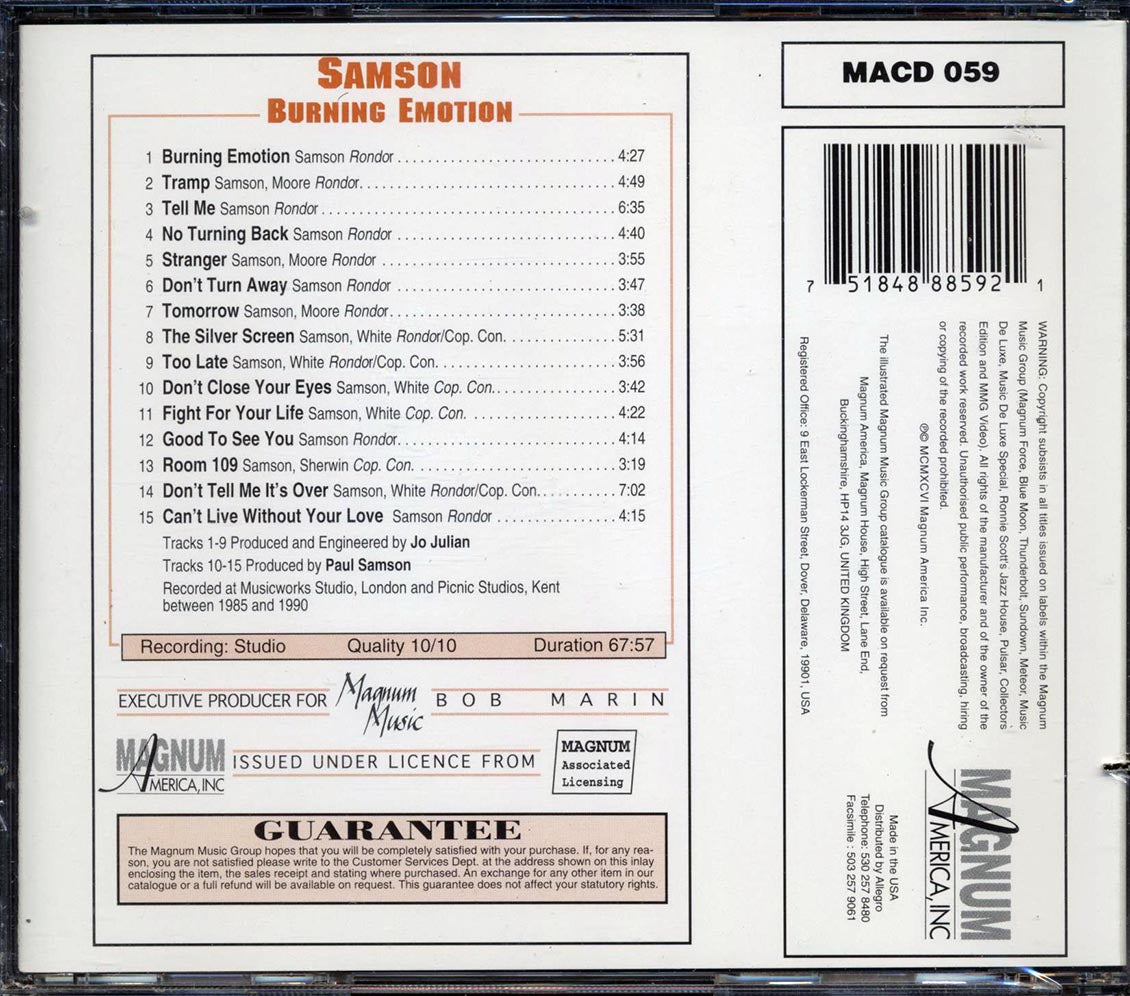 SAMSON
BURNING EMOTION
1 Burning Emotion Samson Rondor .............................. 4:27
2 Tramp Samson, Moore Rondor................................... 4:49
3 Tell Me Samson Rondor ........................................ 6:35
4 No Turning Back Samson Rondor .............................. 4:40
5 Stranger Samson, Moore Rondor ............................... 3:55
6 Don't Turn Away Samson Rondor .............................. 3:47
7 Tomorrow Samson, Moore Rondor............................... 3:38
8 The Silver Screen Samson, White Rondor/Cop. Con. ............... 5:31
9 Too Late Samson, White Rondor/Cop. Con. ........................ 3:56
10 Don't Close Your Eyes Samson, White Cop. Con.. ................ 3:42
11 Fight For Your Life Samson, White Cop. Con. .................... 4:22
12 Good To See You Samson Rondor............................... 4:14
13 Room 109 Samson, Sherwin Cop. Con. .......................... 3:19
14 Don't Tell Me It's Over Samson, White Rondor/Cop. Con........... 7:02
15 Can't Live Without Your Love Samson Rondor ................. 4:15
Tracks 1-9 Produced and Engineered by Jo Julian
Tracks 10-15 Produced by Paul Samson
Recorded at Musicworks Studio, London and Picnic Studios, Kent
between 1985 and 1990
Recording: Studio Quality 10/10 Duration 67:57
EXECUTIVE PRODUCER FOR Magnum Music BOB MARIN
MAGNUM AMERICA, INC ISSUED UNDER LICENCE FROM MAGNUM Associated Licensing
GUARANTEE
The Magnum Music Group hopes that you will be completely satisfied with your purchase. If, for any rea-
son, you are not satisfied please write to the Customer Services Dept. at the address shown on this inlay
enclosing the item, the sales receipt and stating where purchased. An exchange for any other item in our
catalogue or a full refund will be available on request. This guarantee does not affect your statutory rights.
MACD 059
7 51848 88592 1
WARNING: Copyright subsists in all titles issued on labels within the Magnum
Music Group (Magnum Force, Blue Moon, Thunderbolt, Sundown, Meteor, Music
De Luxe, Music De Luxe Special, Ronnie Scott's Jazz House, Pulsar, Collectors
Edition and MMG Video). All rights of the manufacturer and of the owner of the
recorded work reserved. Unauthorised public performance, broadcasting, hiring
or copying of the recorded prohibited.
℗© MCMXCVI Magnum America Inc.
The illustrated Magnum Music Group catalogue is available on request from
Magnum America, Magnum House, High Street, Lane End,
Buckinghamshire, HP14 3JG, UNITED KINGDOM
Registered Office: 9 East Lockerman Street, Dover, Delaware, 19901, USA
MAGNUM
AMERICA, INC
Made in the USA
Distributed by Allegro
Telephone: 530 257 8480
Facsimile : 503 257 9061